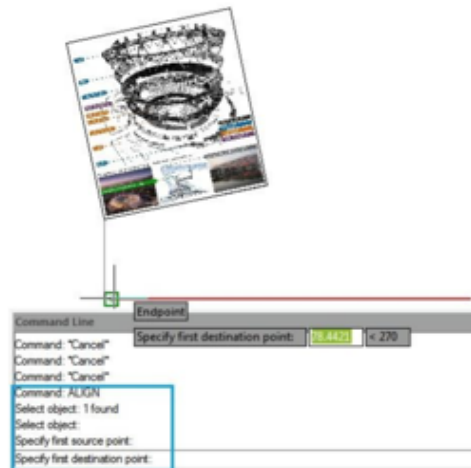 Endpoint
Command Line
Specify first destination point: 28.4421 < 270
Command: "Cancel"
Command: "Cancel"
Command: "Cancel"
Command: ALIGN
Select object: 1 found
Select object:
Specify first source point:
Specify first destination point: